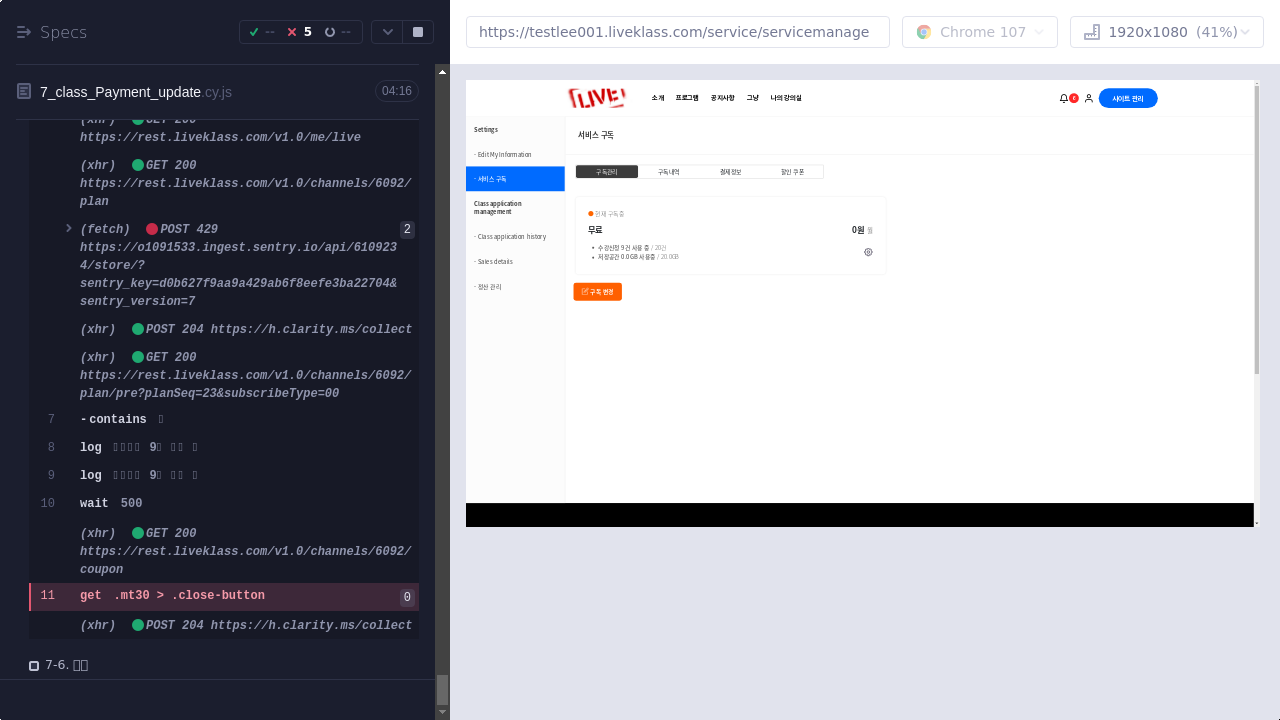 Specs
-- 5 --
https://testlee001.liveklass.com/service/servicemanage
Chrome 107
1920x1080 (41%)
7_class_Payment_update.cy.js
04:16
(xhr) GET 200
https://rest.liveklass.com/v1.0/me/live
(xhr) GET 200
https://rest.liveklass.com/v1.0/channels/6092/
plan
(fetch) POST 429 2
https://o1091533.ingest.sentry.io/api/610923
4/store/?
sentry_key=d0b627f9aa9a429ab6f8eefe3ba22704&
sentry_version=7
(xhr) POST 204 https://h.clarity.ms/collect
(xhr) GET 200
https://rest.liveklass.com/v1.0/channels/6092/
plan/pre?planSeq=23&subscribeType=00
7 -contains
8 log 9
9 log 9
10 wait 500
(xhr) GET 200
https://rest.liveklass.com/v1.0/channels/6092/
coupon
11 get .mt30 > .close-button 0
(xhr) POST 204 https://h.clarity.ms/collect
7-6.
LIVE!
소개 프로그램 공지사항 그냥 나의 강의실
사이트 관리
Settings
- Edit My Information
- 서비스 구독
Class application
management
- Class application history
- Sales details
- 정산 관리
서비스 구독
구독관리 구독내역 결제정보 할인 쿠폰
현재 구독중
무료 0원 월
• 수강신청 9건 사용 중 / 20건
• 저장공간 0.0GB 사용중 / 20.0GB
구독 변경